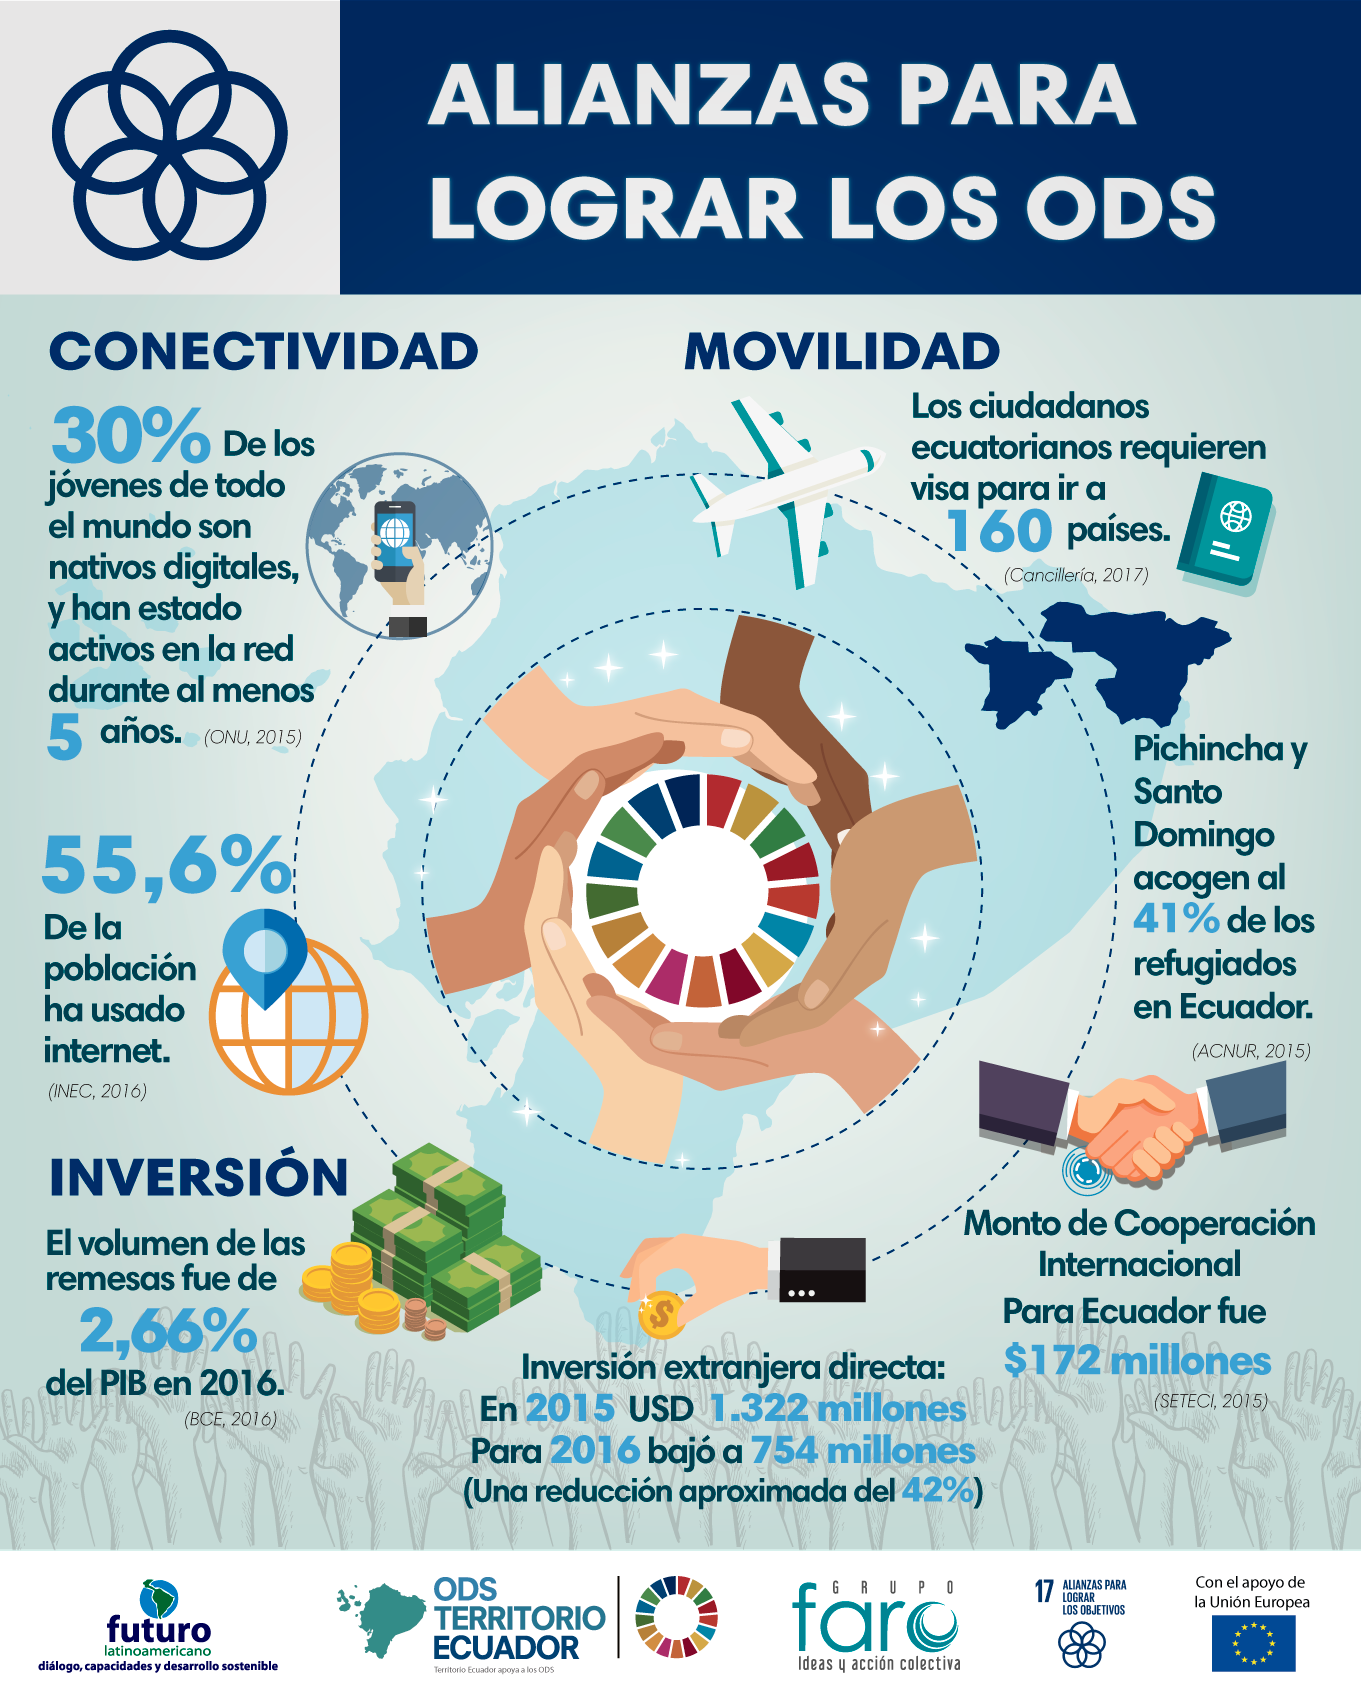 ALIANZAS PARA
LOGRAR LOS ODS
CONECTIVIDAD
30% De los
jóvenes de todo
el mundo son
nativos digitales,
y han estado
activos en la red
durante al menos
5 años. (ONU, 2015)
55,6%
De la
población
ha usado
internet.
(INEC, 2016)
MOVILIDAD
Los ciudadanos
ecuatorianos requieren
visa para ir a
160 países.
(Cancillería, 2017)
Pichincha y
Santo
Domingo
acogen al
41% de los
refugiados
en Ecuador.
(ACNUR, 2015)
INVERSIÓN
El volumen de las
remesas fue de
2,66%
del PIB en 2016.
(BCE, 2016)
$
Inversión extranjera directa:
En 2015 USD 1.322 millones
Para 2016 bajó a 754 millones
(Una reducción aproximada del 42%)
Monto de Cooperación
Internacional
Para Ecuador fue
$172 millones
(SETECI, 2015)
futuro
latinoamericano
diálogo, capacidades y desarrollo sostenible
ODS
TERRITORIO
ECUADOR
Territorio Ecuador apoya a los ODS
GRUPO
faro
Ideas y acción colectiva
17 ALIANZAS PARA
LOGRAR
LOS OBJETIVOS
Con el apoyo de
la Unión Europea